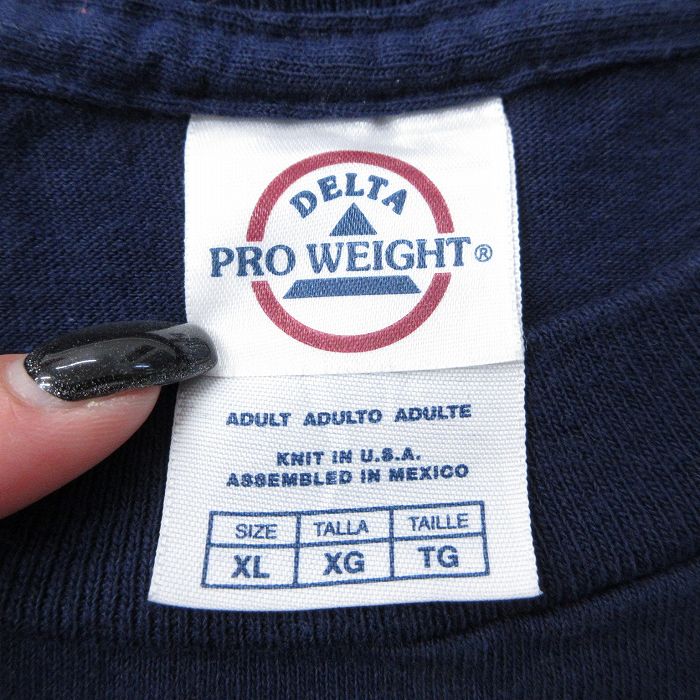 DELTA
PRO WEIGHT®
ADULT ADULTO ADULTE
KNIT IN U.S.A.
ASSEMBLED IN MEXICO
SIZE TALLA TAILLE
XL XG TG